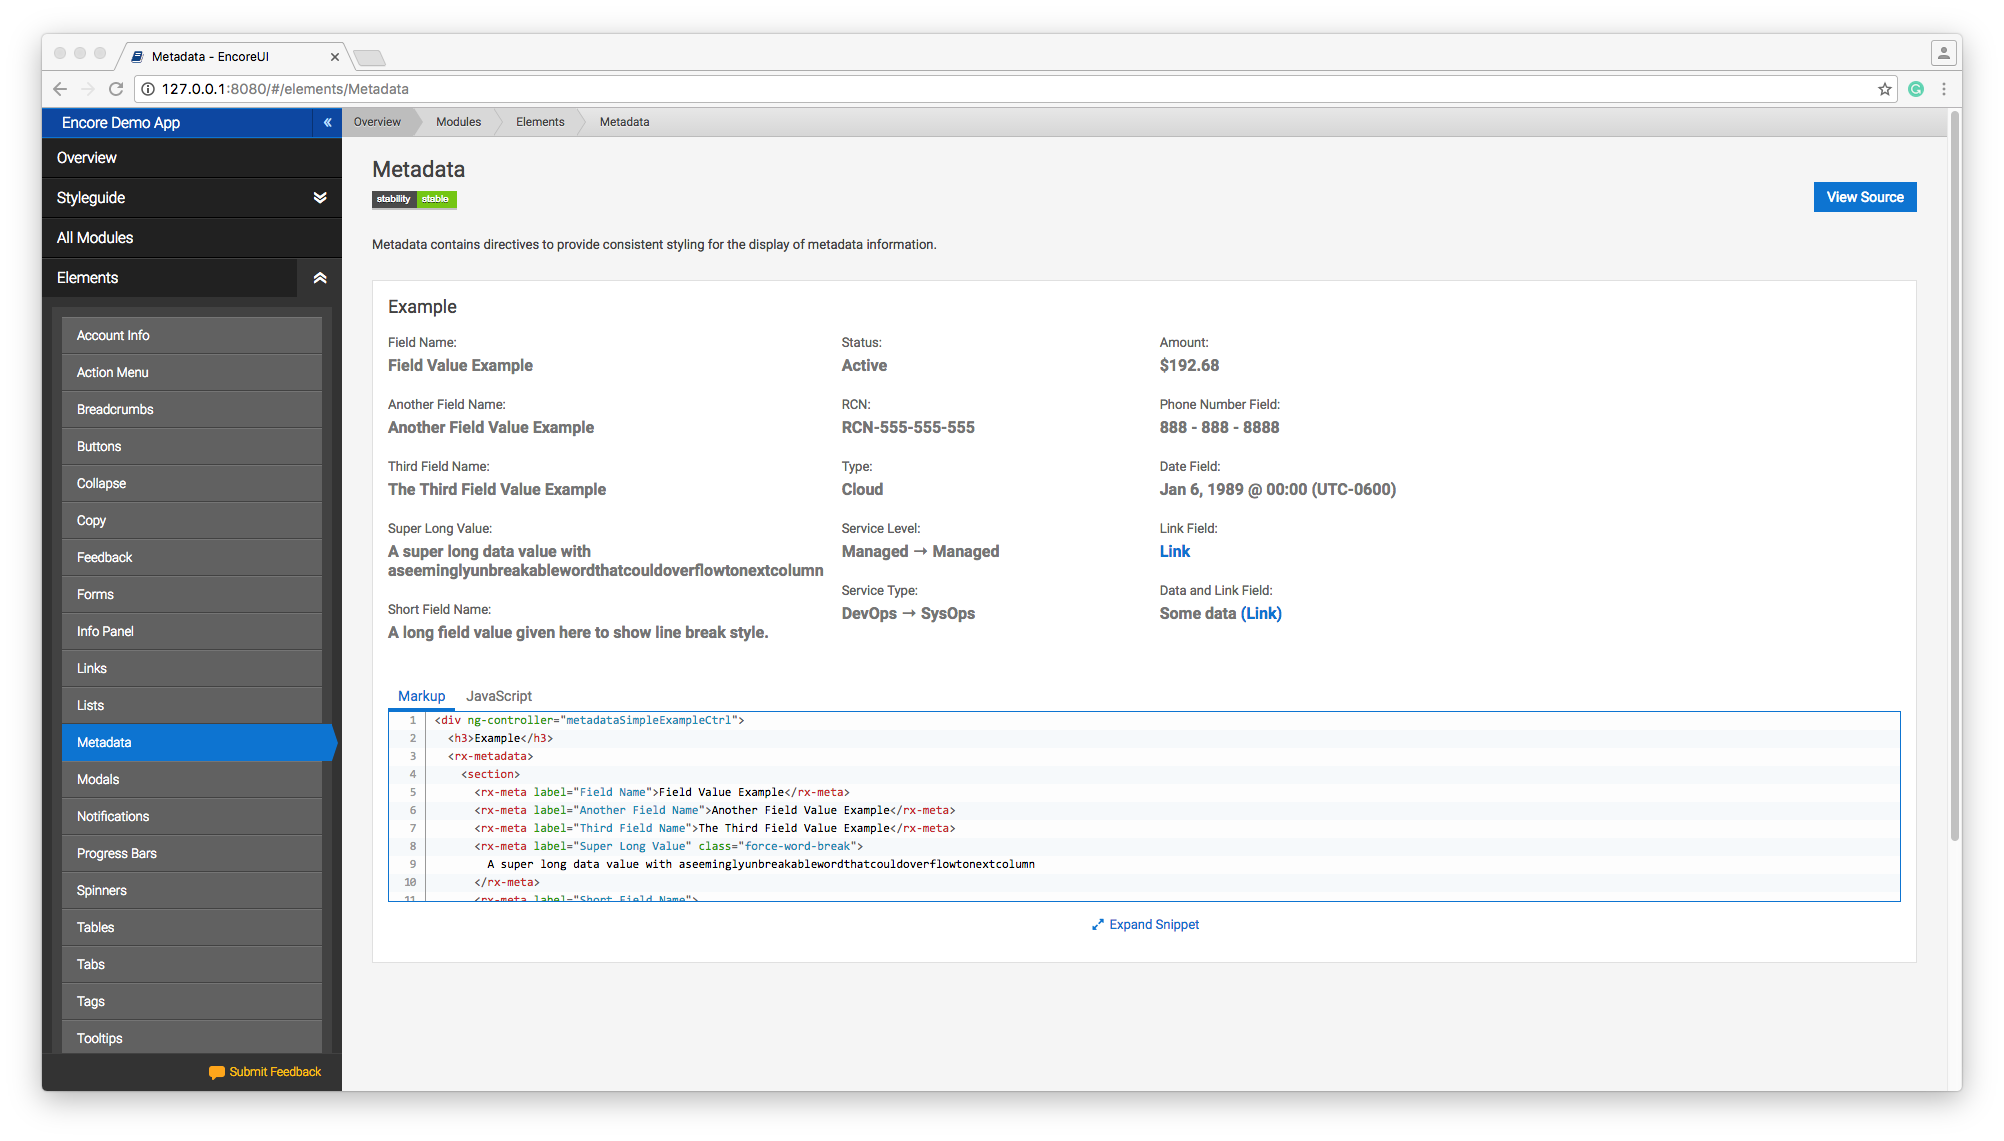 Metadata - EncoreUI
127.0.0.1:8080/#/elements/Metadata
Encore Demo App
Overview
Styleguide
All Modules
Elements
Account Info
Action Menu
Breadcrumbs
Buttons
Collapse
Copy
Feedback
Forms
Info Panel
Links
Lists
Metadata
Modals
Notifications
Progress Bars
Spinners
Tables
Tabs
Tags
Tooltips
Submit Feedback
Overview Modules Elements Metadata
Metadata
stability stable
View Source
Metadata contains directives to provide consistent styling for the display of metadata information.
Example
Field Name:
Field Value Example
Another Field Name:
Another Field Value Example
Third Field Name:
The Third Field Value Example
Super Long Value:
A super long data value with
aseeminglyunbreakablewordthatcouldoverflowtonextcolumn
Short Field Name:
A long field value given here to show line break style.
Status:
Active
RCN:
RCN-555-555-555
Type:
Cloud
Service Level:
Managed → Managed
Service Type:
DevOps → SysOps
Amount:
$192.68
Phone Number Field:
888 - 888 - 8888
Date Field:
Jan 6, 1989 @ 00:00 (UTC-0600)
Link Field:
Link
Data and Link Field:
Some data (Link)
Markup JavaScript
1 <div ng-controller="metadataSimpleExampleCtrl">
2 <h3>Example</h3>
3 <rx-metadata>
4 <section>
5 <rx-meta label="Field Name">Field Value Example</rx-meta>
6 <rx-meta label="Another Field Name">Another Field Value Example</rx-meta>
7 <rx-meta label="Third Field Name">The Third Field Value Example</rx-meta>
8 <rx-meta label="Super Long Value" class="force-word-break">
9 A super long data value with aseeminglyunbreakablewordthatcouldoverflowtonextcolumn
10 </rx-meta>
11 <rx-meta label="Short Field Name">
Expand Snippet